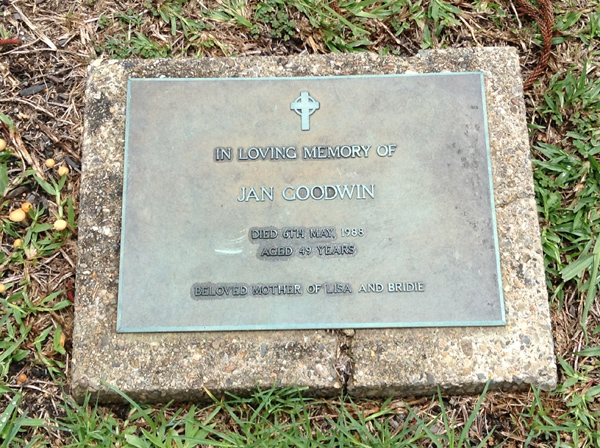 IN LOVING MEMORY OF
JAN GOODWIN
DIED 6TH MAY, 1988
AGED 49 YEARS
BELOVED MOTHER OF LISA AND BRIDIE